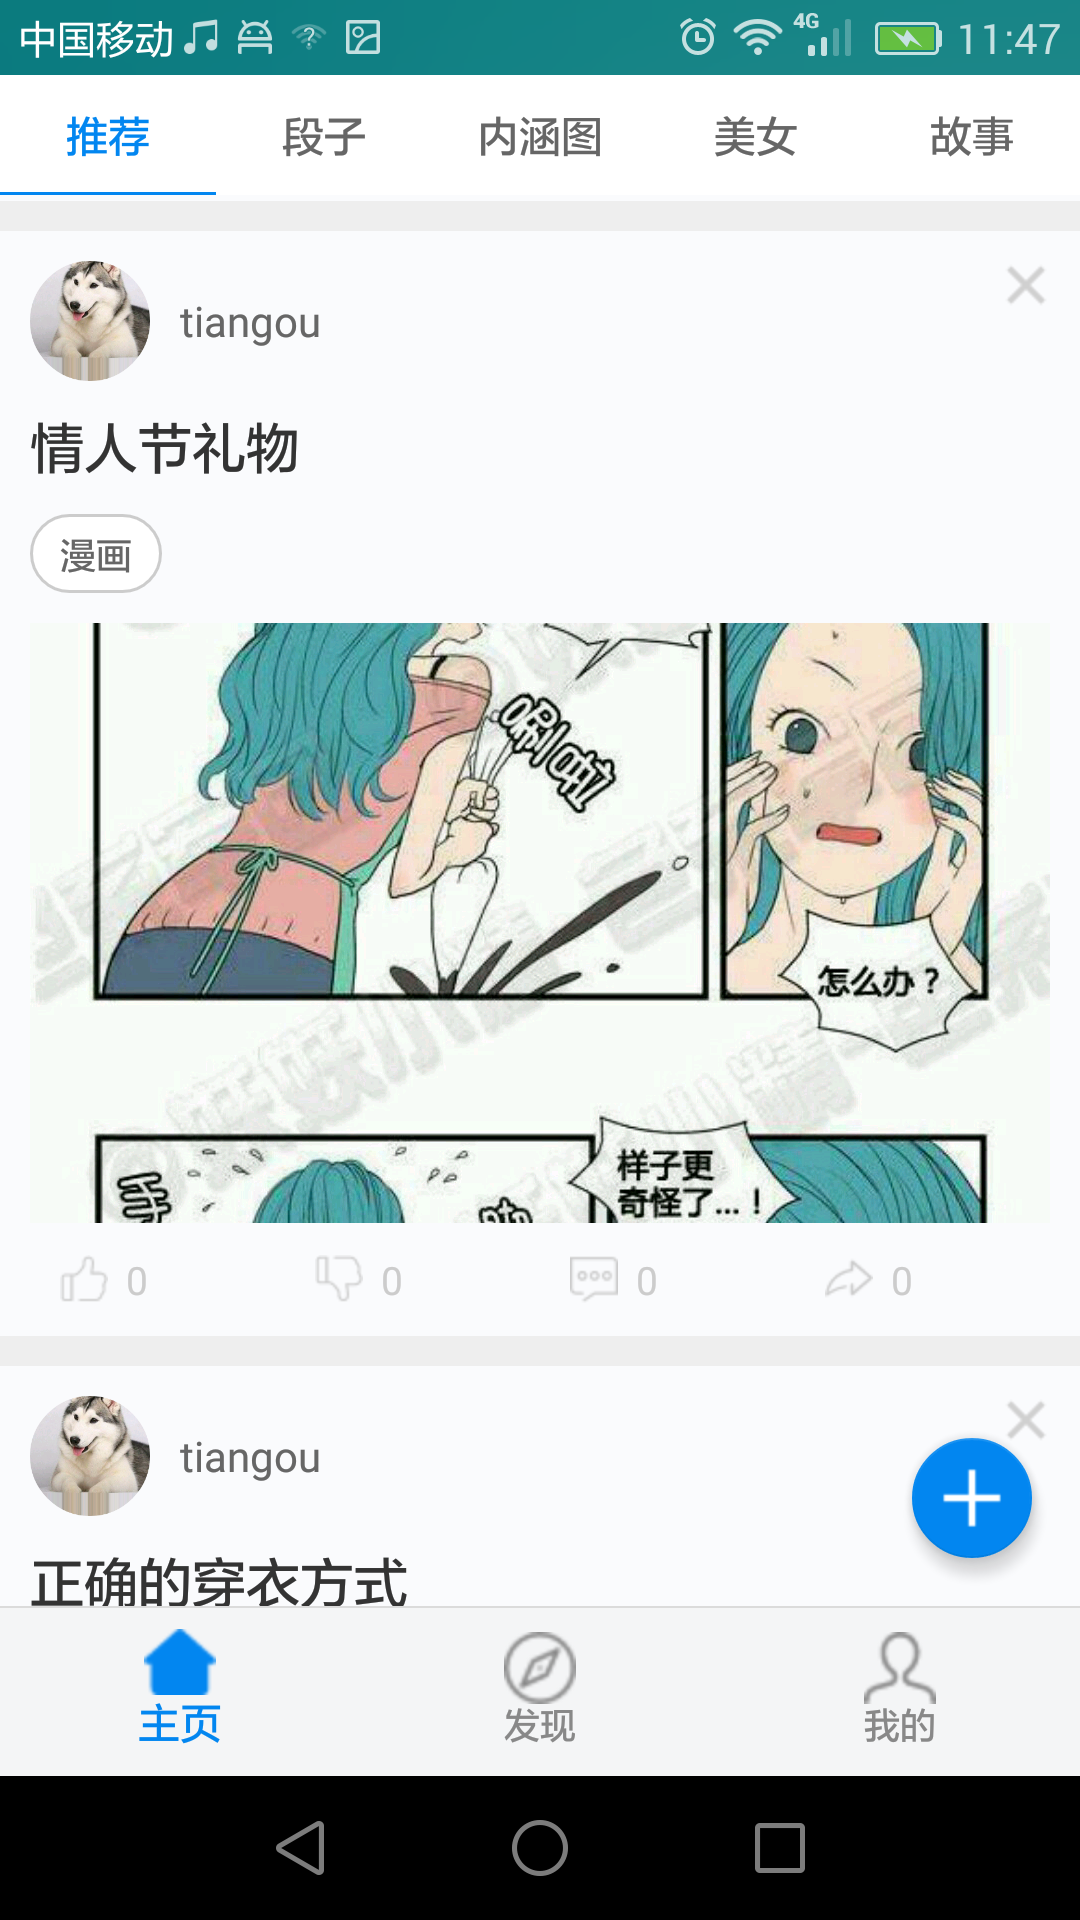 中国移动 4G 11:47
推荐 段子 内涵图 美女 故事
tiangou
情人节礼物
漫画
唰啦
怎么办？
样子更
奇怪了...！
0 0 0 0
tiangou
正确的穿衣方式
主页 发现 我的